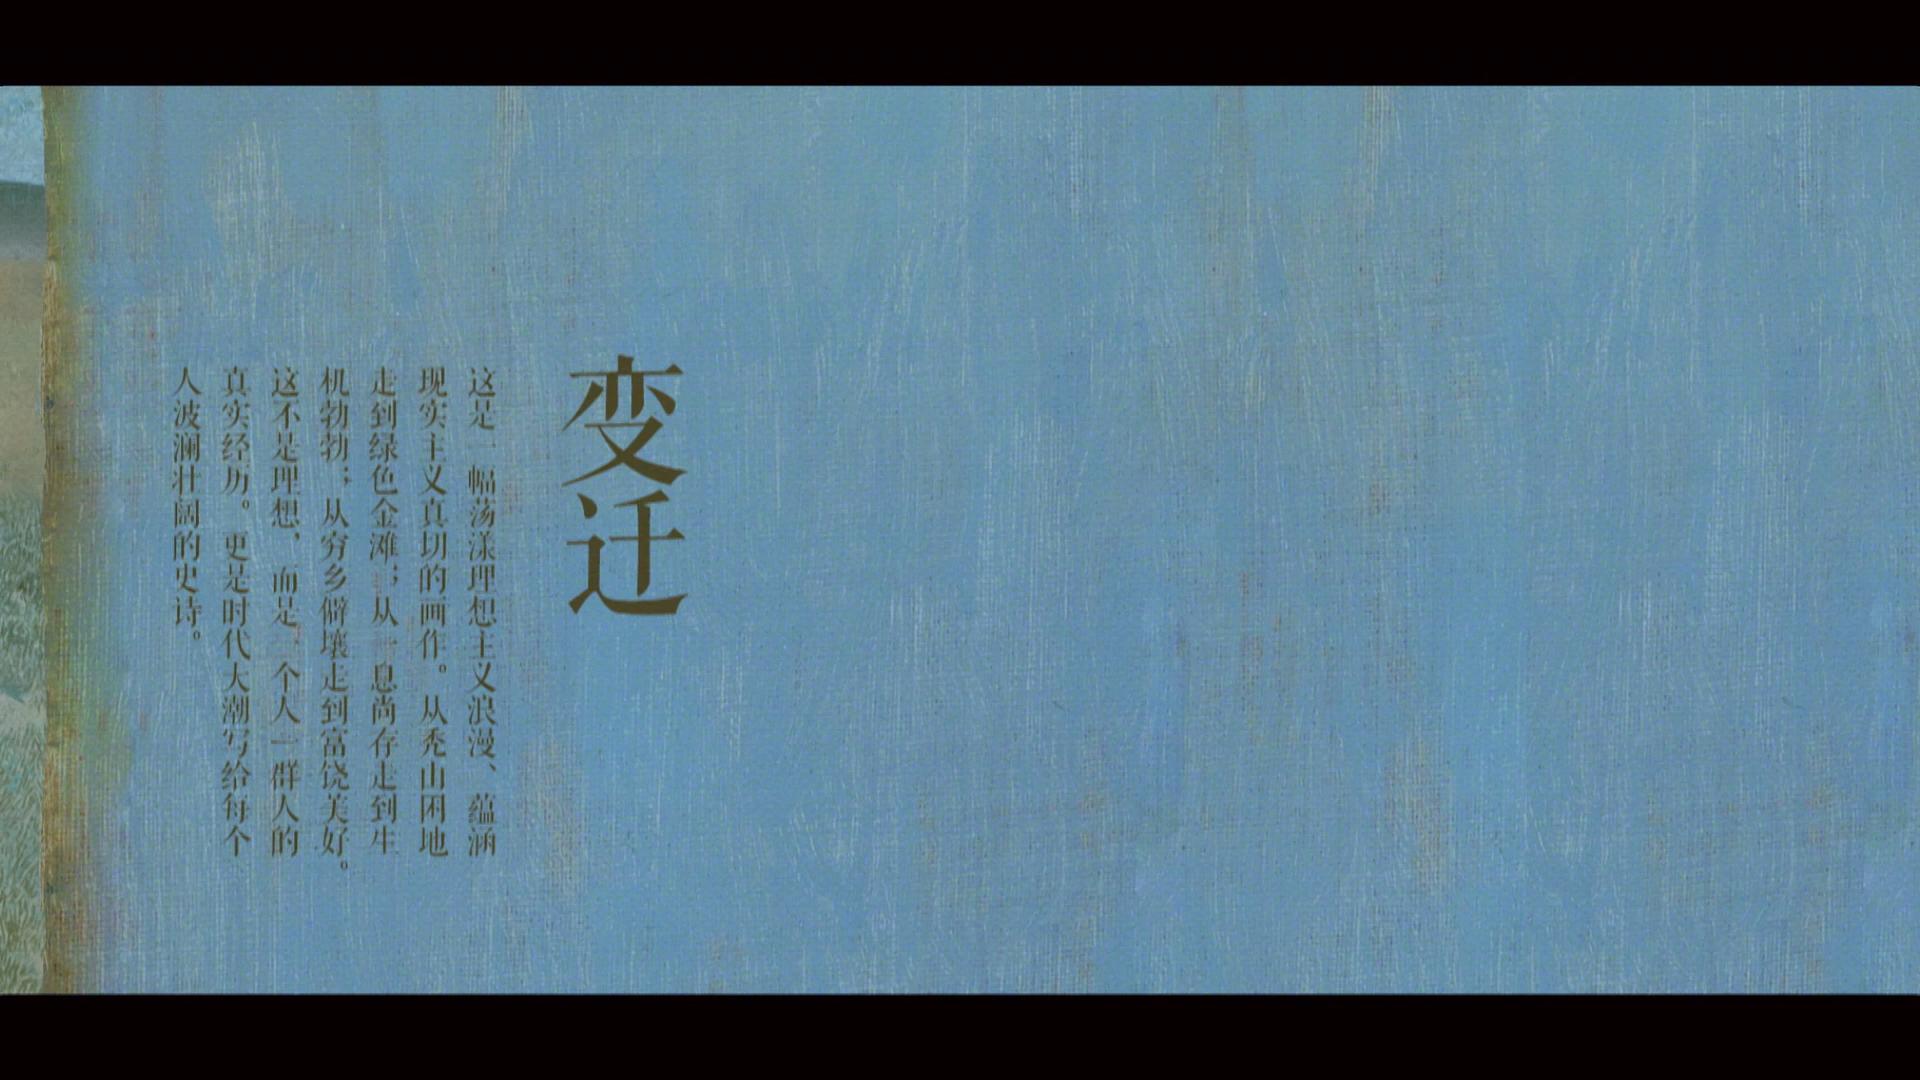 变迁
这是一幅荡漾理想主义浪漫、蕴涵
现实主义真切的画作。从秃山困地
走到绿色金滩；从一息尚存走到生
机勃勃；从穷乡僻壤走到富饶美好。
这不是理想，而是一个人一群人的
真实经历。更是时代大潮写给每个
人波澜壮阔的史诗。